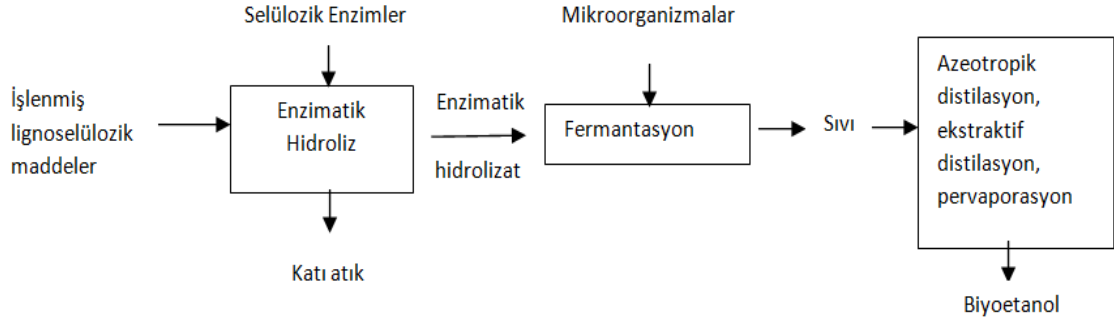 Selülozik Enzimler
Mikroorganizmalar
İşlenmiş
lignoselülozik
maddeler
Enzimatik
Hidroliz
Enzimatik
hidrolizat
Fermantasyon
Sıvı
Azeotropik
distilasyon,
ekstraktif
distilasyon,
pervaporasyon
Katı atık
Biyoetanol